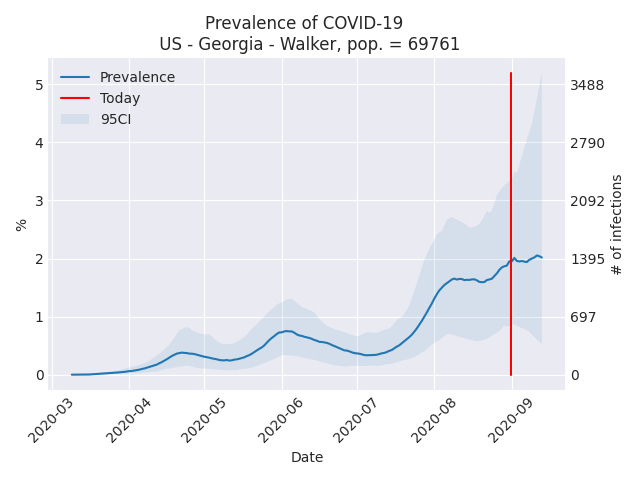 Prevalence of COVID-19
US - Georgia - Walker, pop. = 69761
Prevalence
Today
95CI
5
4
3
2
1
0
%
3488
2790
2092
1395
697
0
# of infections
2020-03
2020-04
2020-05
2020-06
2020-07
2020-08
2020-09
Date